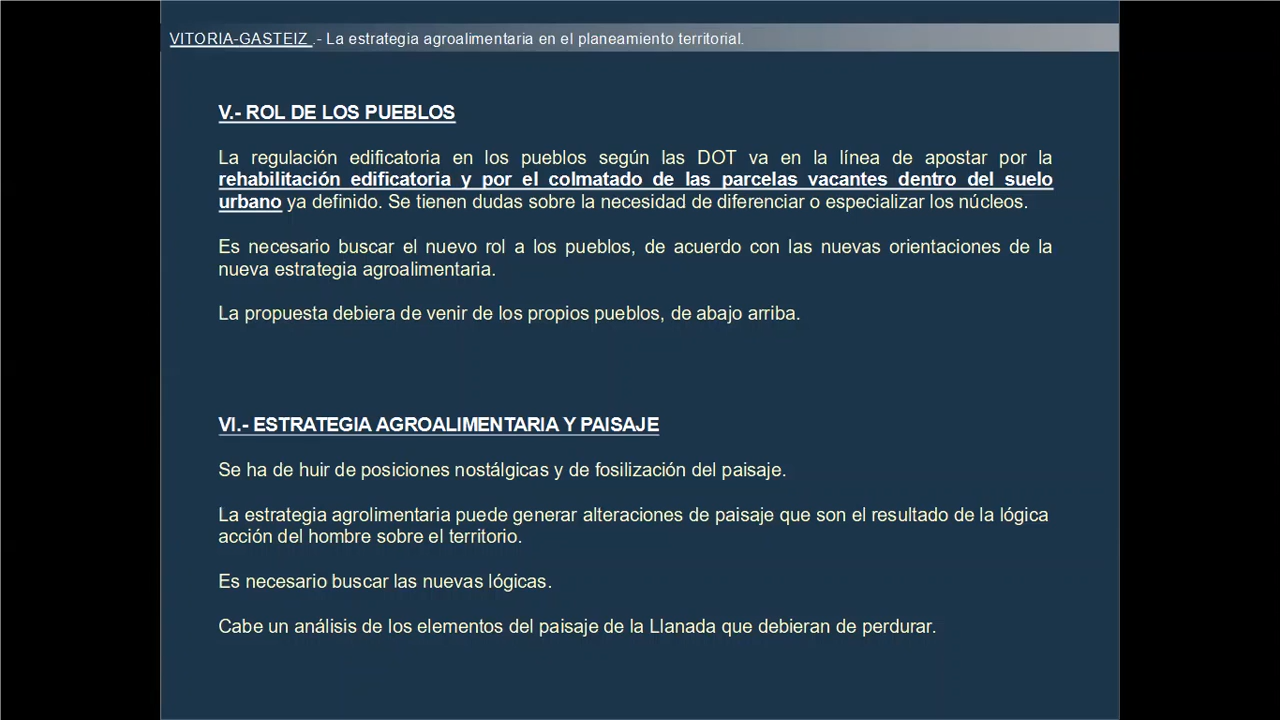 VITORIA-GASTEIZ .- La estrategia agroalimentaria en el planeamiento territorial.
V.- ROL DE LOS PUEBLOS
La regulación edificatoria en los pueblos según las DOT va en la línea de apostar por la
rehabilitación edificatoria y por el colmatado de las parcelas vacantes dentro del suelo
urbano ya definido. Se tienen dudas sobre la necesidad de diferenciar o especializar los núcleos.
Es necesario buscar el nuevo rol a los pueblos, de acuerdo con las nuevas orientaciones de la
nueva estrategia agroalimentaria.
La propuesta debiera de venir de los propios pueblos, de abajo arriba.
VI.- ESTRATEGIA AGROALIMENTARIA Y PAISAJE
Se ha de huir de posiciones nostálgicas y de fosilización del paisaje.
La estrategia agrolimentaria puede generar alteraciones de paisaje que son el resultado de la lógica
acción del hombre sobre el territorio.
Es necesario buscar las nuevas lógicas.
Cabe un análisis de los elementos del paisaje de la Llanada que debieran de perdurar.